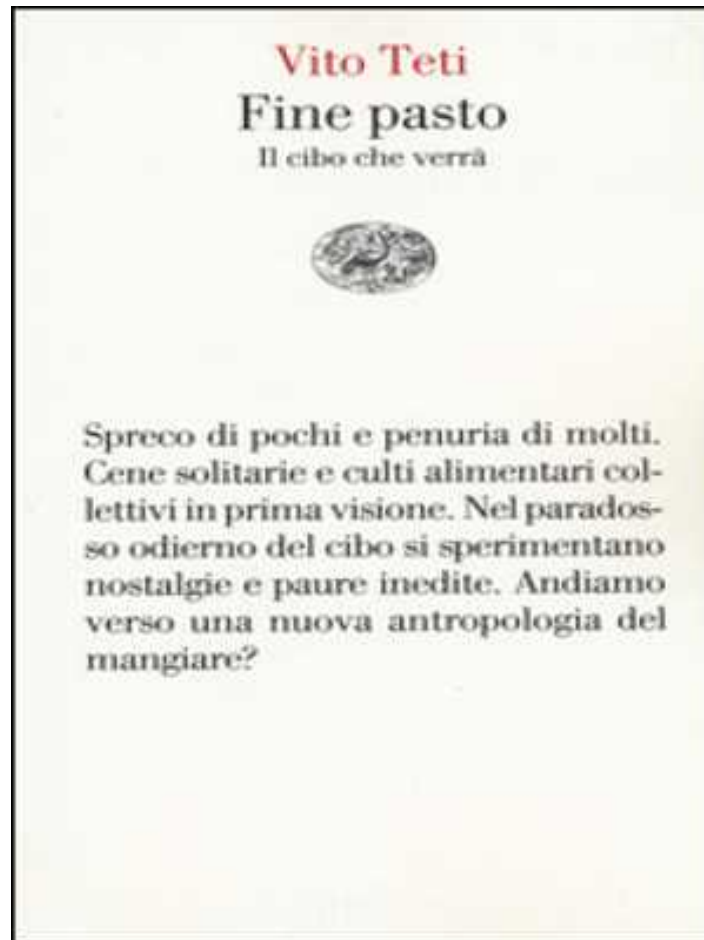 Vito Teti
Fine pasto
Il cibo che verrà
Spreco di pochi e penuria di molti.
Cene solitarie e culti alimentari col-
lettivi in prima visione. Nel parados-
so odierno del cibo si sperimentano
nostalgie e paure inedite. Andiamo
verso una nuova antropologia del
mangiare?